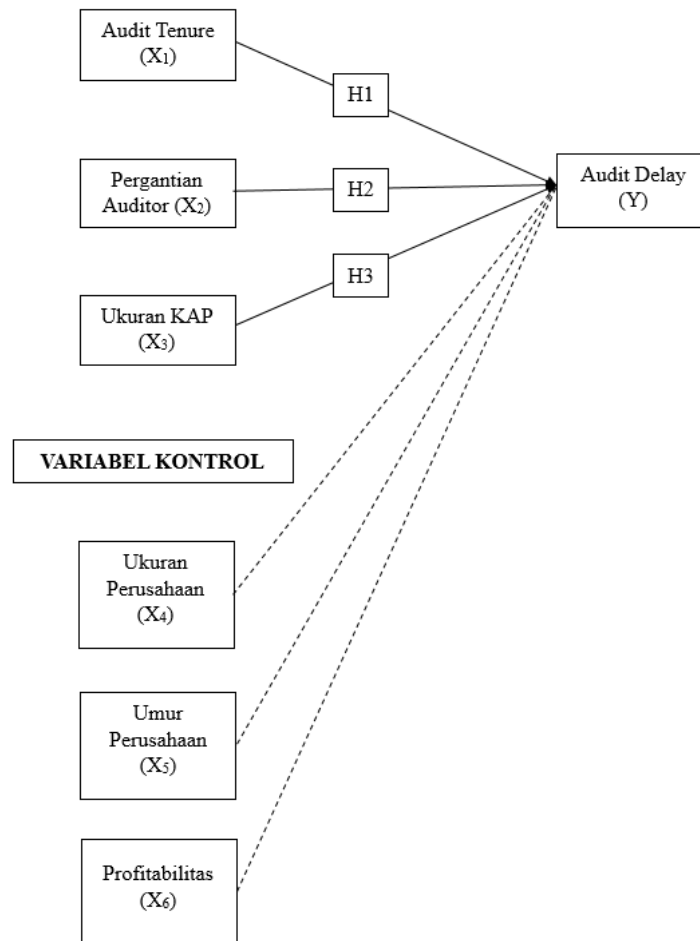 Audit Tenure
(X₁)
H1
Pergantian
Auditor (X₂)
H2
Audit Delay
(Y)
H3
Ukuran KAP
(X₃)
VARIABEL KONTROL
Ukuran
Perusahaan
(X₄)
Umur
Perusahaan
(X₅)
Profitabilitas
(X₆)